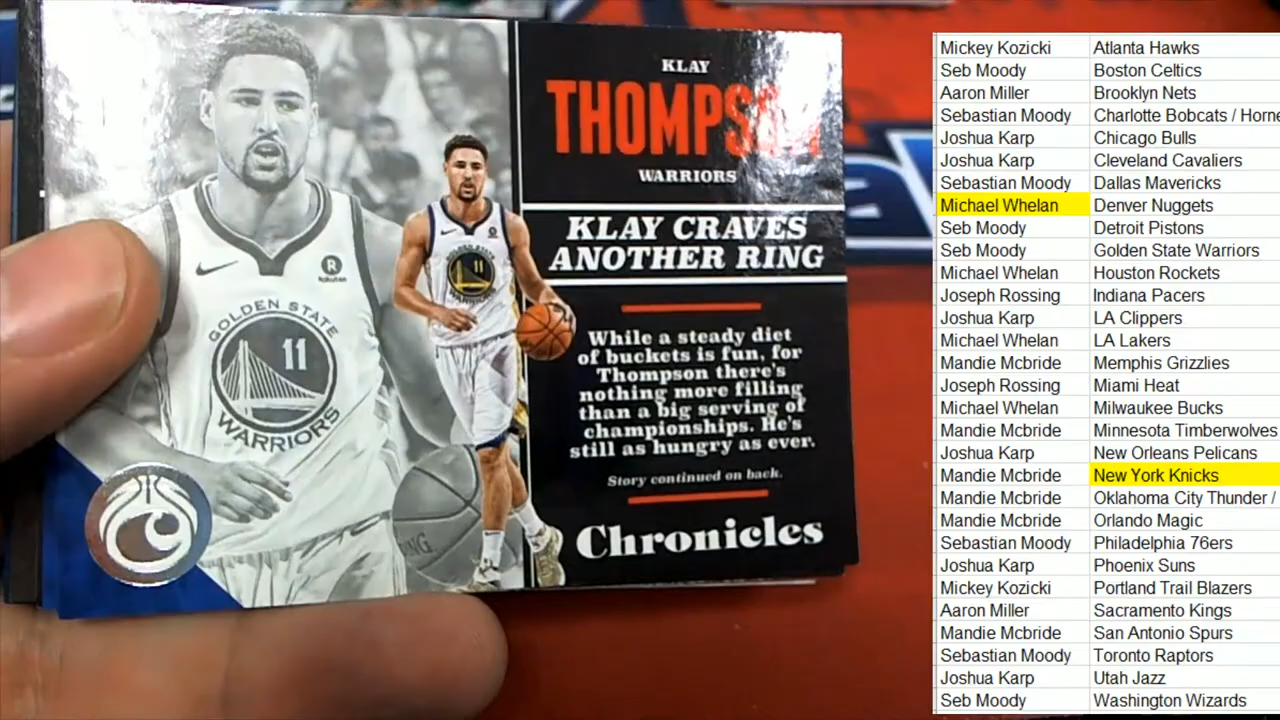 KLAY
THOMPSON
WARRIORS
KLAY CRAVES
ANOTHER RING
While a steady diet
of buckets is fun, for
Thompson there's
nothing more filling
than a big serving of
championships. He's
still as hungry as ever.
Story continued on back.
Chronicles
R
Rakuten
GOLDEN STATE
11
WARRIORS
11
WARRIORS
Mickey Kozicki Atlanta Hawks
Seb Moody Boston Celtics
Aaron Miller Brooklyn Nets
Sebastian Moody Charlotte Bobcats / Horne
Joshua Karp Chicago Bulls
Joshua Karp Cleveland Cavaliers
Sebastian Moody Dallas Mavericks
Michael Whelan Denver Nuggets
Seb Moody Detroit Pistons
Seb Moody Golden State Warriors
Michael Whelan Houston Rockets
Joseph Rossing Indiana Pacers
Joshua Karp LA Clippers
Michael Whelan LA Lakers
Mandie Mcbride Memphis Grizzlies
Joseph Rossing Miami Heat
Michael Whelan Milwaukee Bucks
Mandie Mcbride Minnesota Timberwolves
Joshua Karp New Orleans Pelicans
Mandie Mcbride New York Knicks
Mandie Mcbride Oklahoma City Thunder /
Mandie Mcbride Orlando Magic
Sebastian Moody Philadelphia 76ers
Joshua Karp Phoenix Suns
Mickey Kozicki Portland Trail Blazers
Aaron Miller Sacramento Kings
Mandie Mcbride San Antonio Spurs
Sebastian Moody Toronto Raptors
Joshua Karp Utah Jazz
Seb Moody Washington Wizards